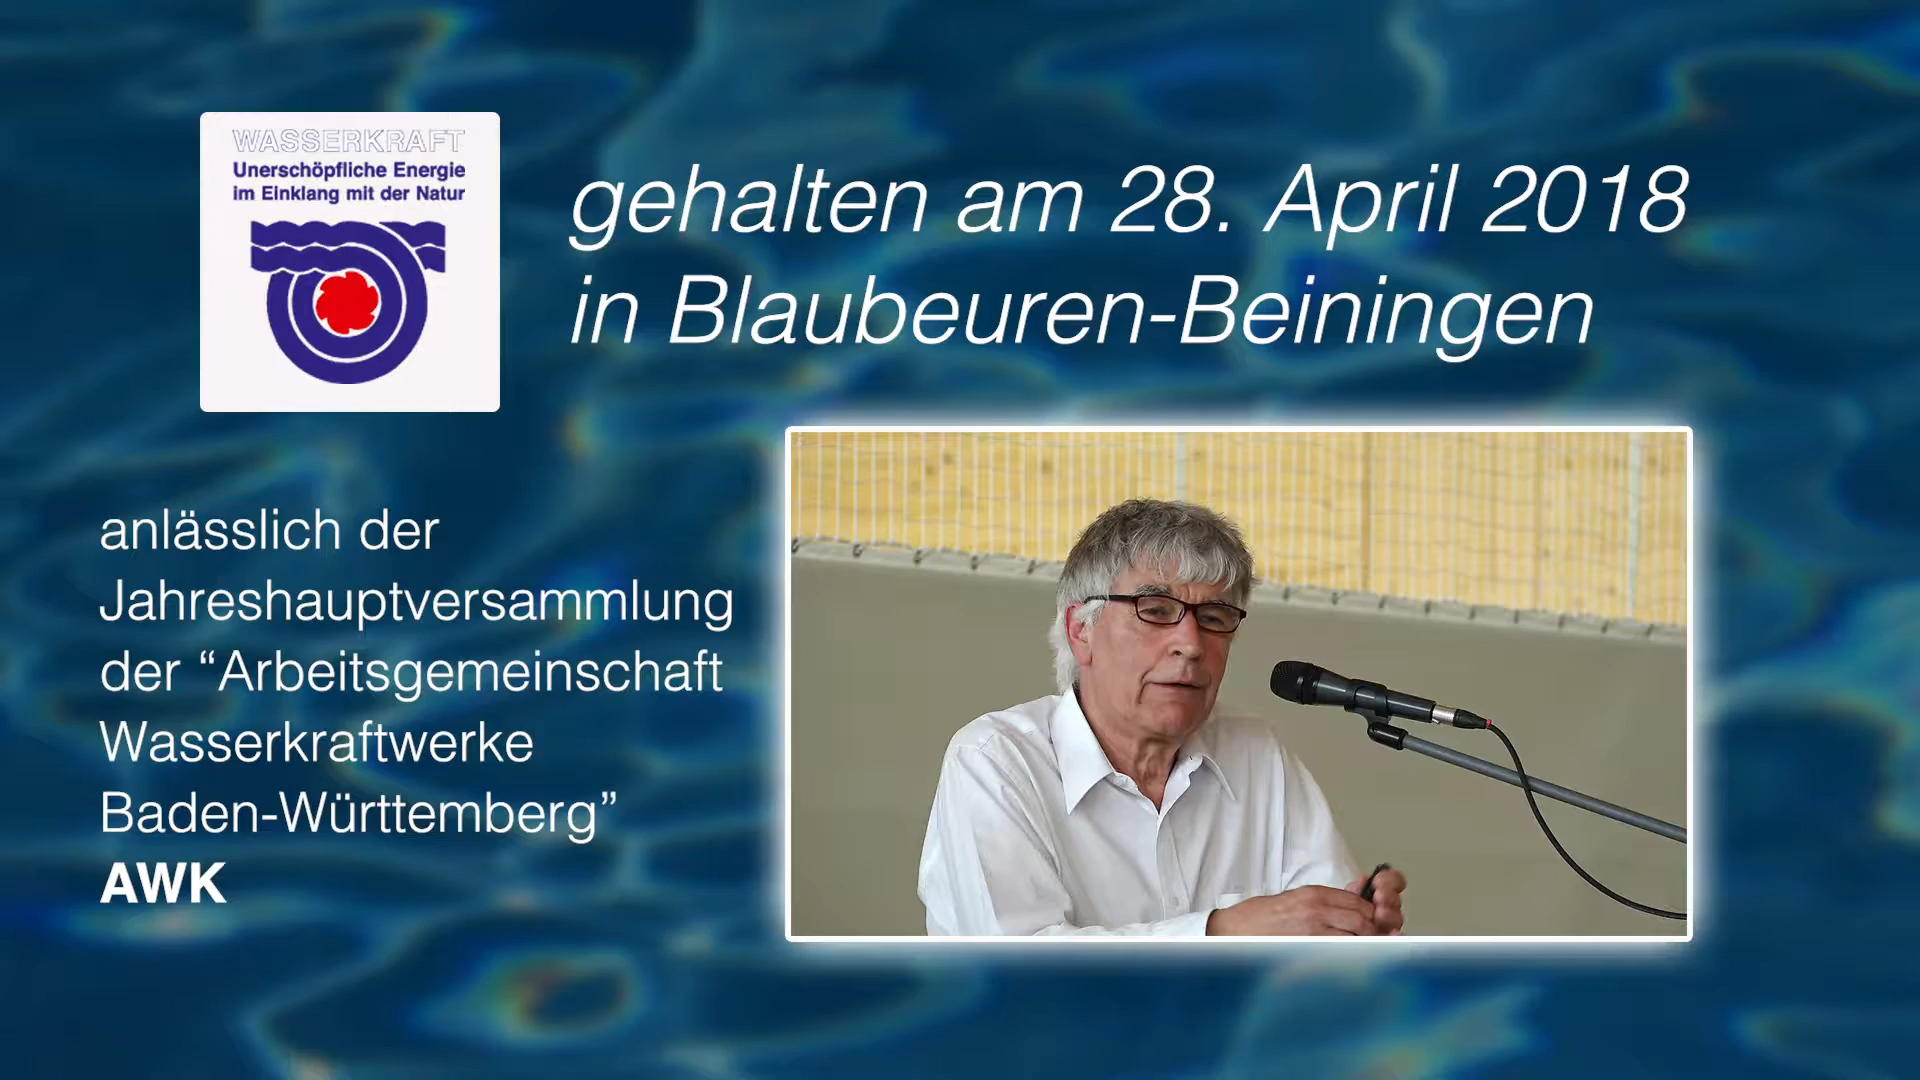 WASSERKRAFT
Unerschöpfliche Energie
im Einklang mit der Natur
gehalten am 28. April 2018
in Blaubeuren-Beiningen
anlässlich der
Jahreshauptversammlung
der “Arbeitsgemeinschaft
Wasserkraftwerke
Baden-Württemberg”
AWK